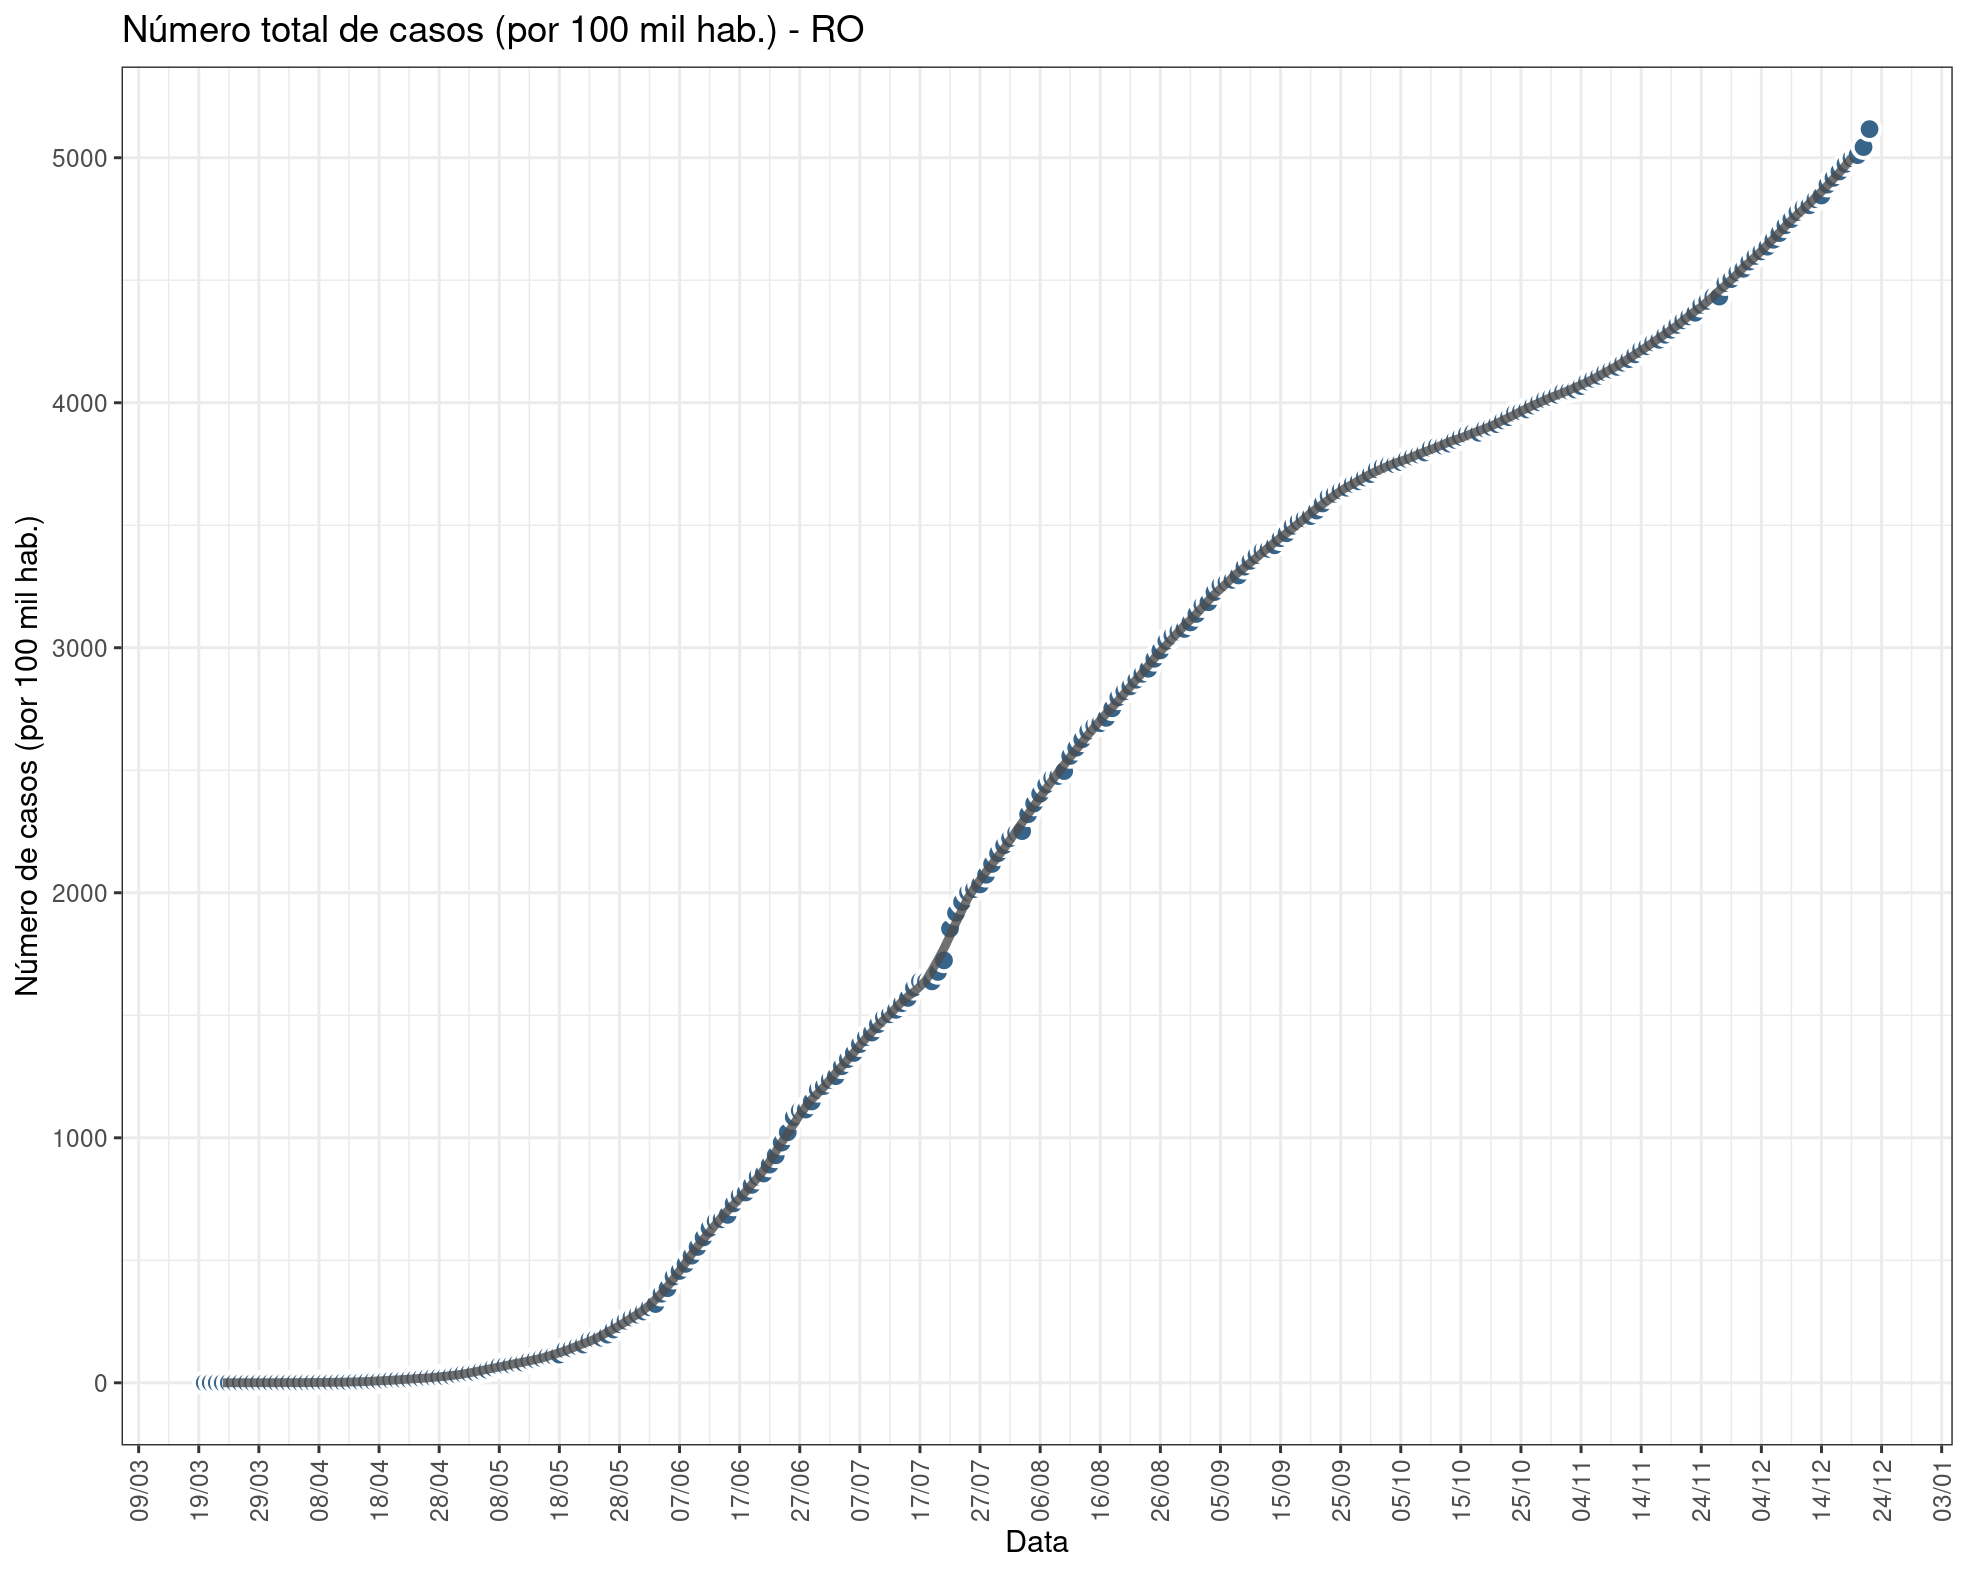 Número total de casos (por 100 mil hab.) - RO
Número de casos (por 100 mil hab.)
5000
4000
3000
2000
1000
0
09/03 19/03 29/03 08/04 18/04 28/04 08/05 18/05 28/05 07/06 17/06 27/06 07/07 17/07 27/07 06/08 16/08 26/08 05/09 15/09 25/09 05/10 15/10 25/10 04/11 14/11 24/11 04/12 14/12 24/12 03/01
Data